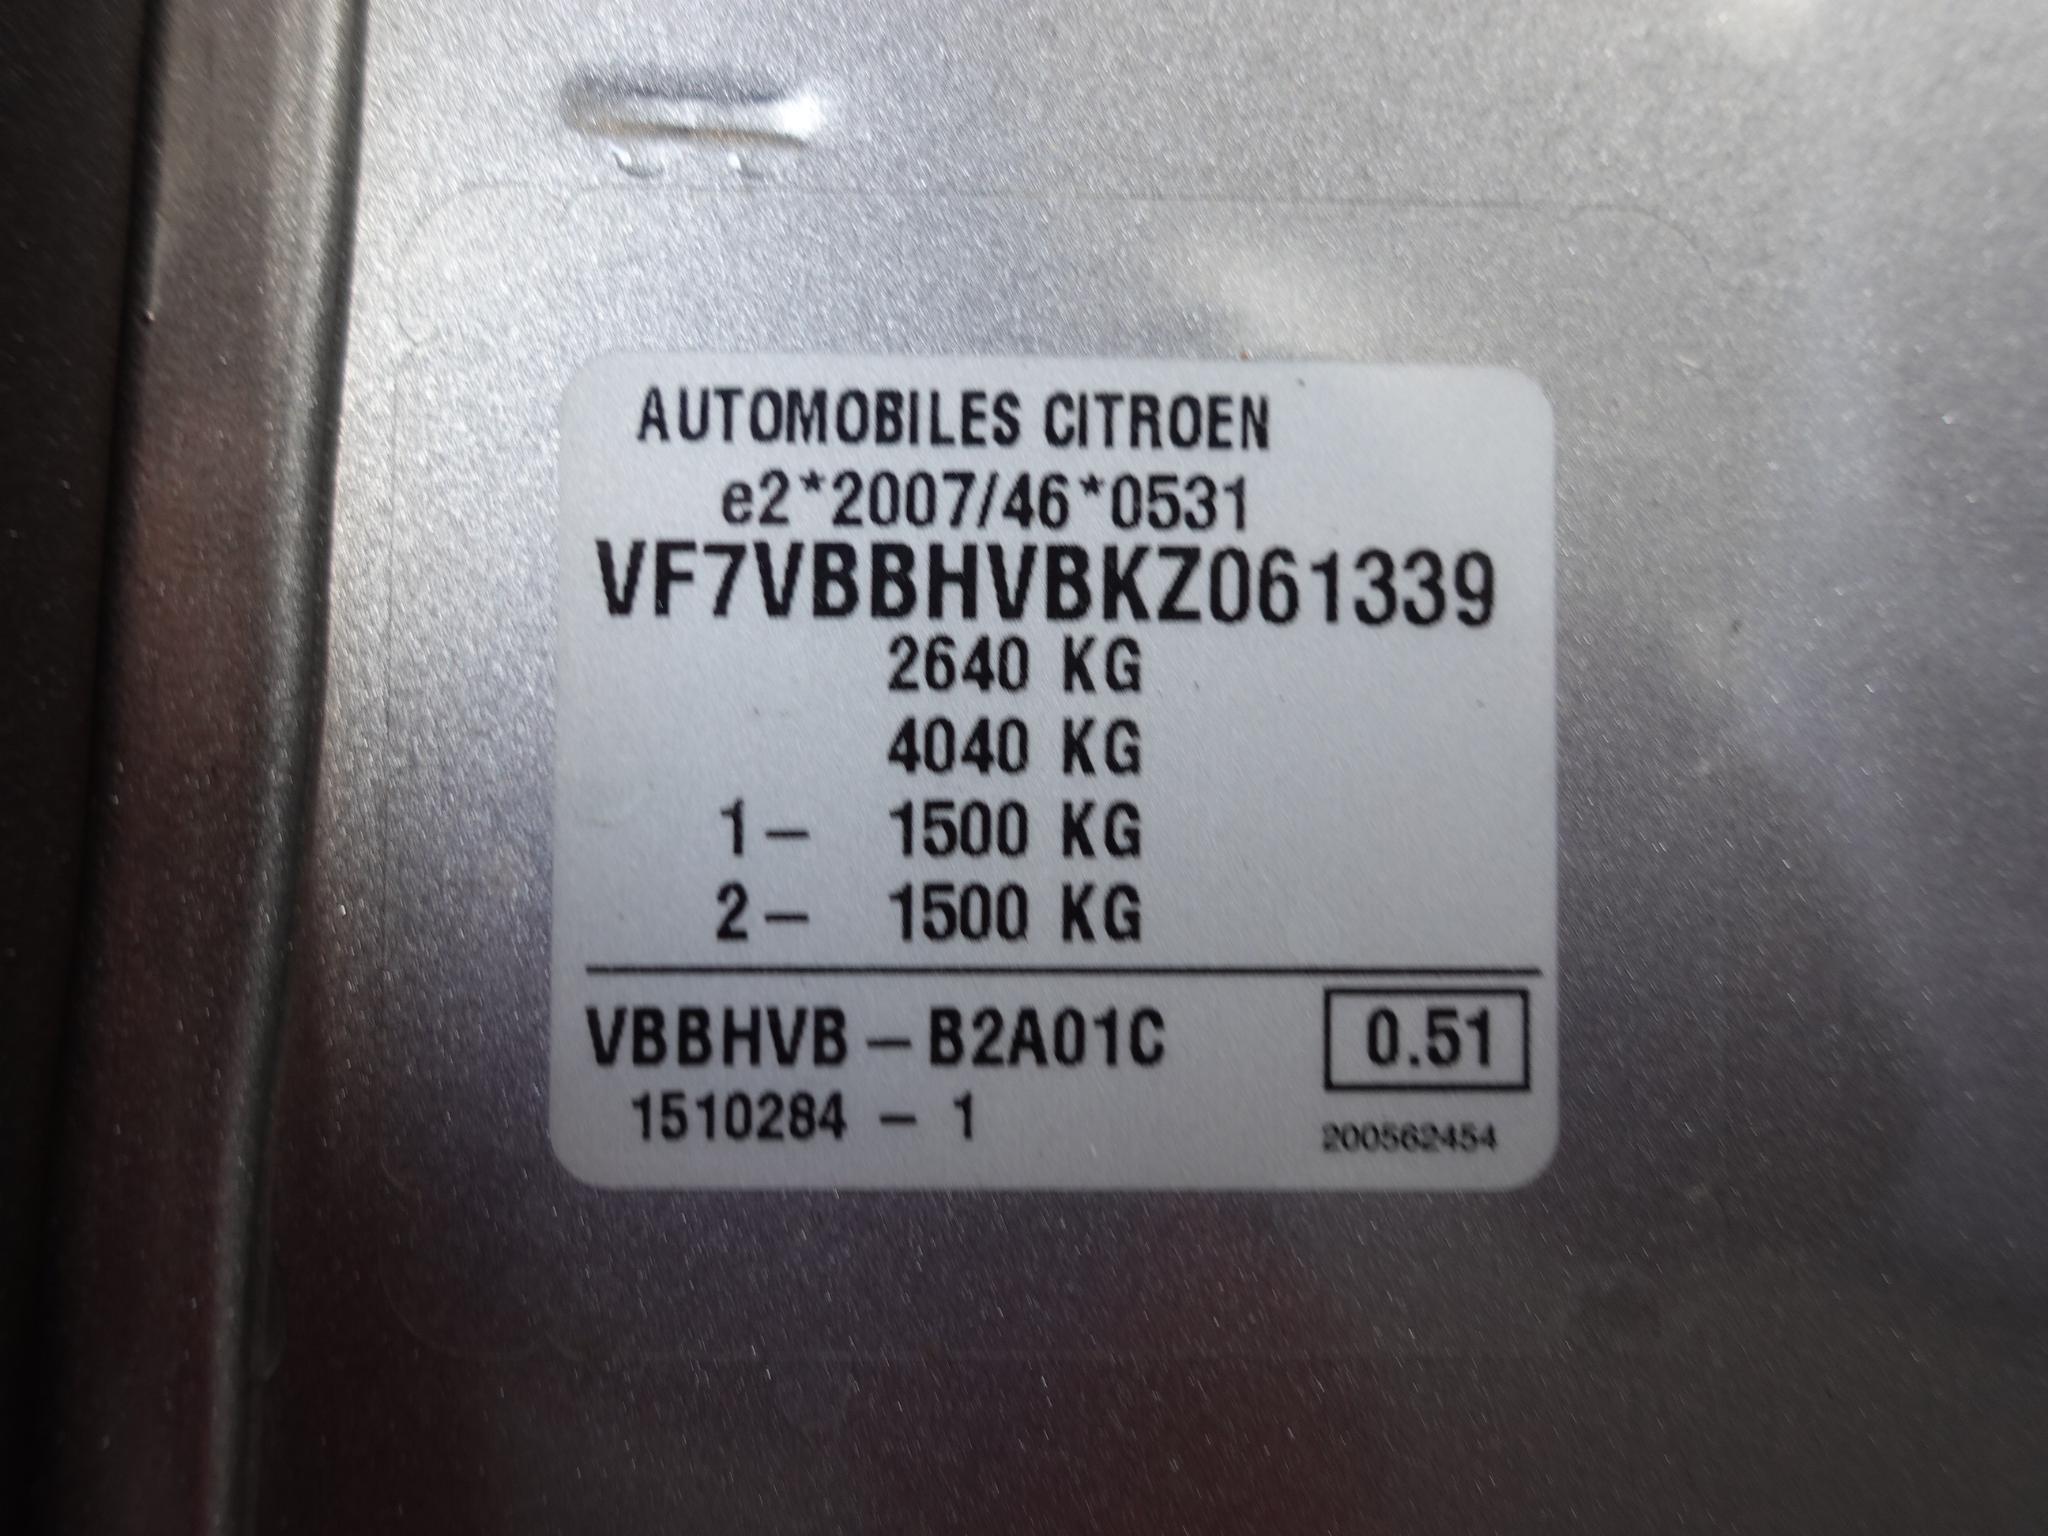 AUTOMOBILES CITROEN
e2*2007/46*0531
VF7VBBHVBKZ061339
2640 KG
4040 KG
1– 1500 KG
2– 1500 KG
VBBHVB – B2A01C 0.51
1510284 – 1 200562454